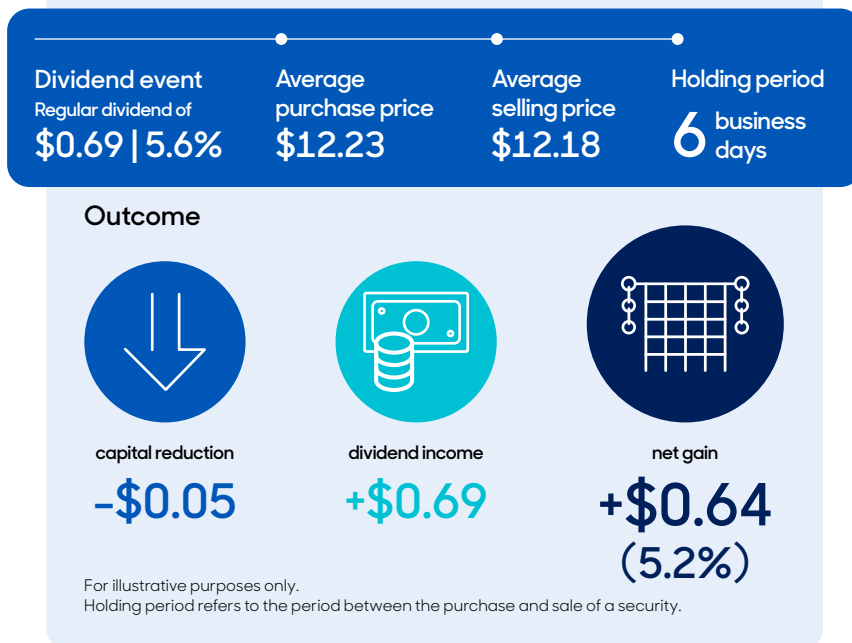 Dividend event
Regular dividend of
$0.69 | 5.6%
Average
purchase price
$12.23
Average
selling price
$12.18
Holding period
6 business
days
Outcome
capital reduction
-$0.05
dividend income
+$0.69
net gain
+$0.64
(5.2%)
For illustrative purposes only.
Holding period refers to the period between the purchase and sale of a security.